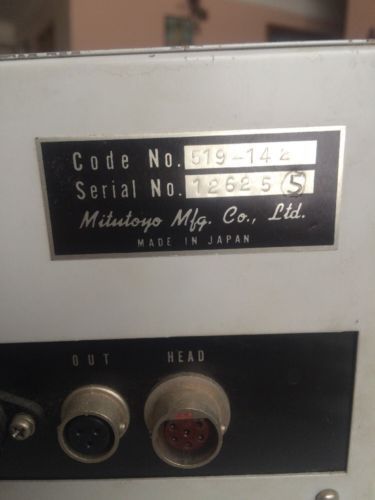 Code No. 519-142
Serial No. 12625 ⑤
Mitutoyo Mfg. Co., Ltd.
MADE IN JAPAN
OUT HEAD